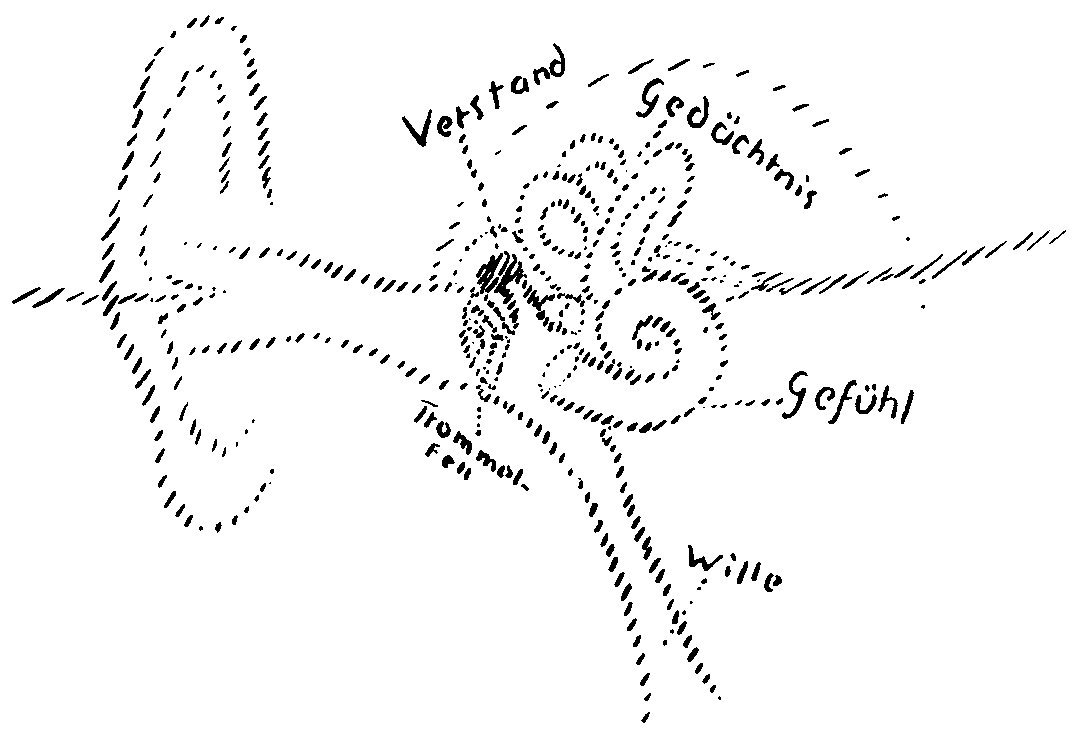 Verstand
Gedächtnis
Gefühl
Trommel-
Fell
Wille